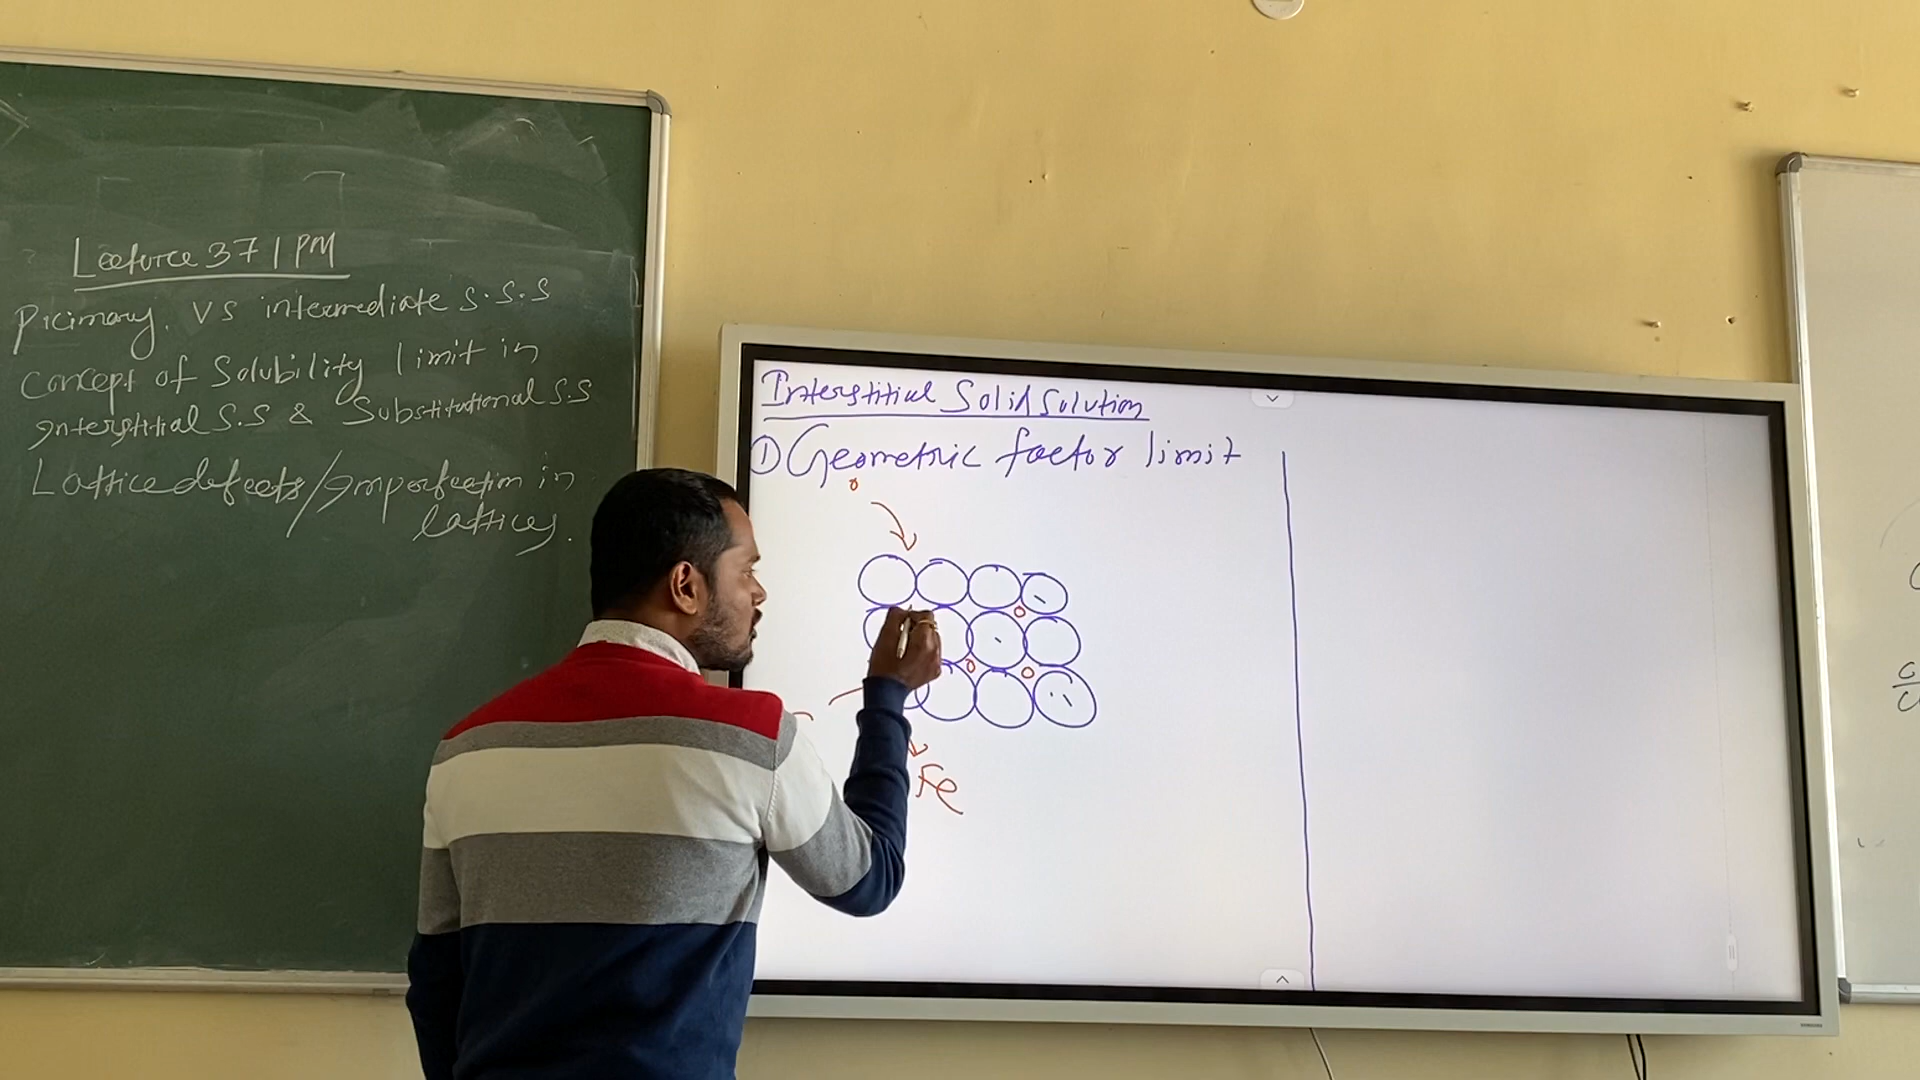 Lecture 37 | PM
Primary. VS intermediate S.S.S
Concept of Solubility limit in
Interstitial S.S & Substitutional S.S
Lattice defects/Imperfection in
lattices.
Interstitial Solid Solution
① Geometric factor limit
Fe